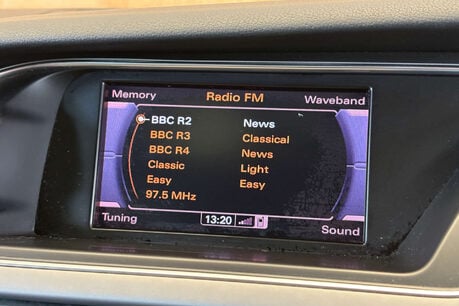 Memory Radio FM Waveband
BBC R2 News
BBC R3 Classical
BBC R4 News
Classic Light
Easy Easy
97.5 MHz
Tuning 13:20 Sound